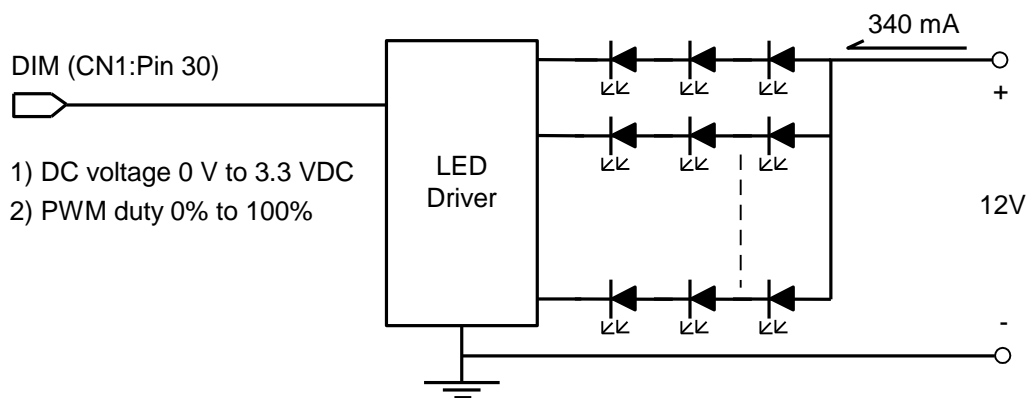 340 mA
DIM (CN1:Pin 30)
+
1) DC voltage 0 V to 3.3 VDC
2) PWM duty 0% to 100%
LED
Driver
12V
-